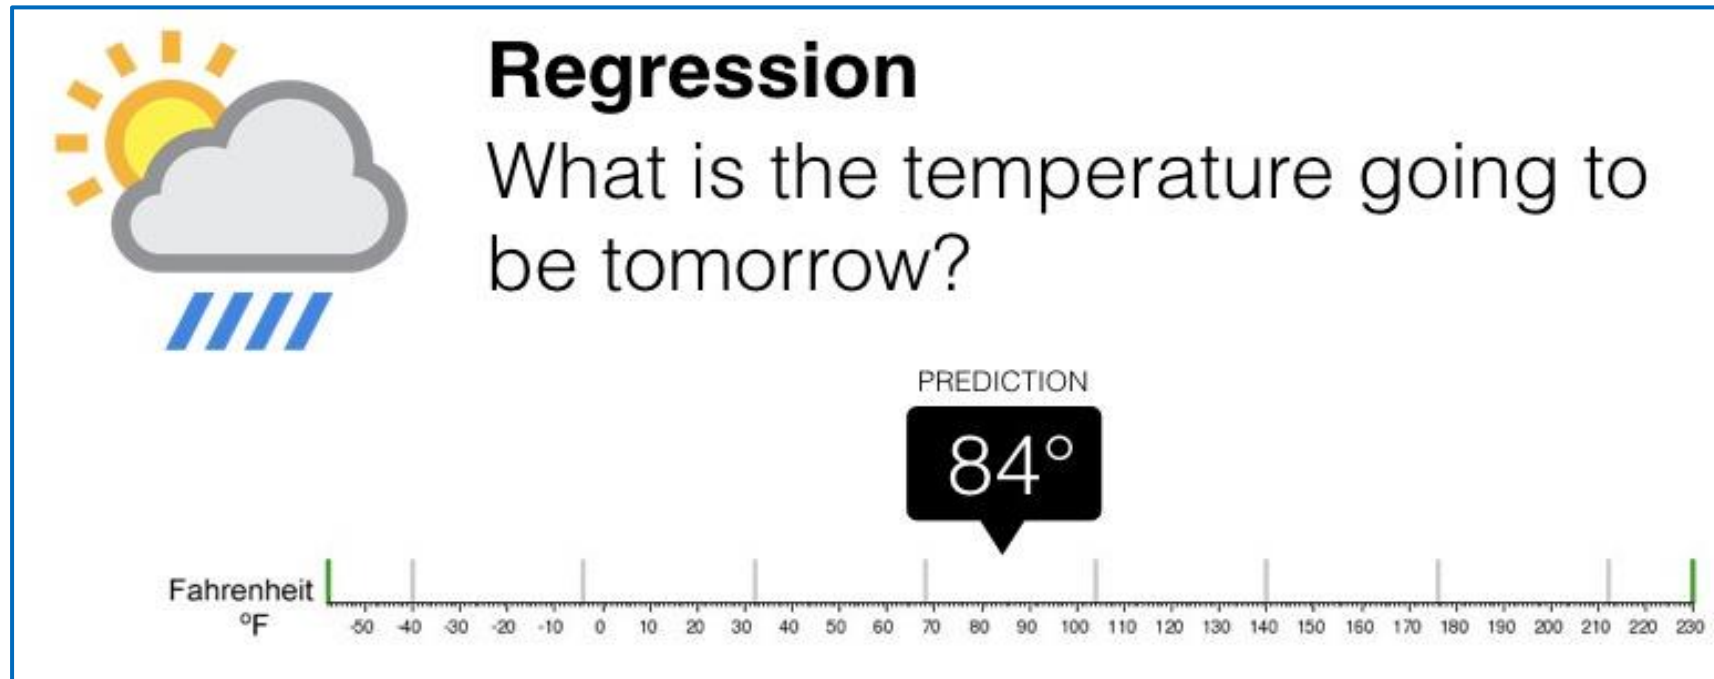 Regression
What is the temperature going to
be tomorrow?
PREDICTION
84°
Fahrenheit
°F
-50 -40 -30 -20 -10 0 10 20 30 40 50 60 70 80 90 100 110 120 130 140 150 160 170 180 190 200 210 220 230